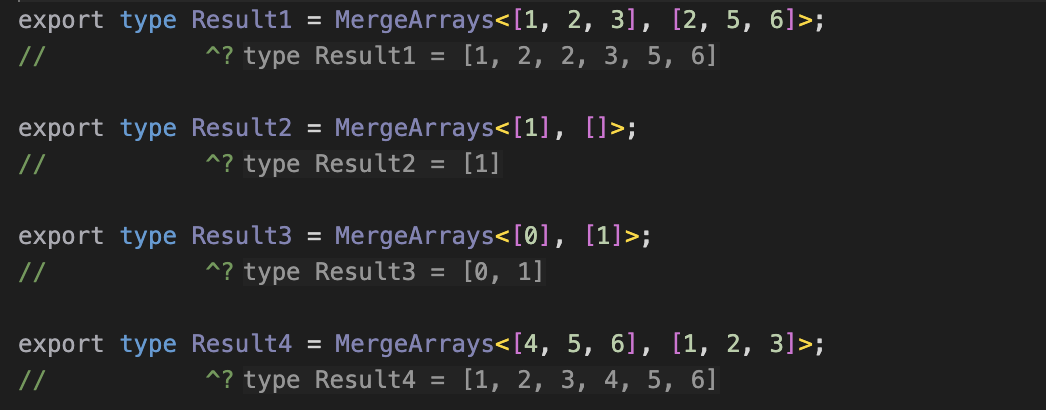 export type Result1 = MergeArrays<[1, 2, 3], [2, 5, 6]>;
// ^? type Result1 = [1, 2, 2, 3, 5, 6]
export type Result2 = MergeArrays<[1], []>;
// ^? type Result2 = [1]
export type Result3 = MergeArrays<[0], [1]>;
// ^? type Result3 = [0, 1]
export type Result4 = MergeArrays<[4, 5, 6], [1, 2, 3]>;
// ^? type Result4 = [1, 2, 3, 4, 5, 6]